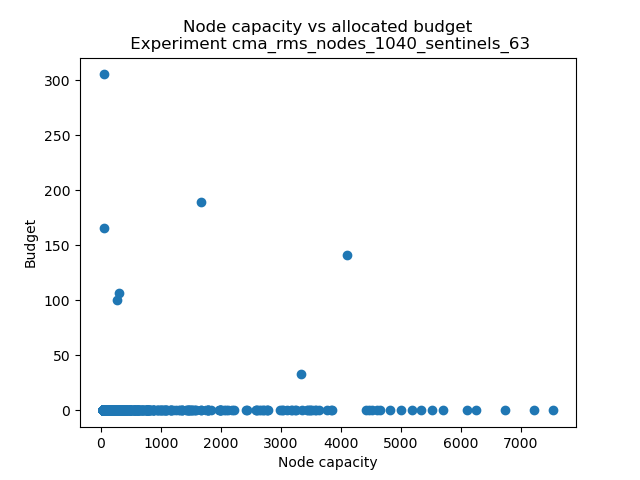 Node capacity vs allocated budget
Experiment cma_rms_nodes_1040_sentinels_63
300
250
200
150
100
50
0
Budget
0 1000 2000 3000 4000 5000 6000 7000
Node capacity